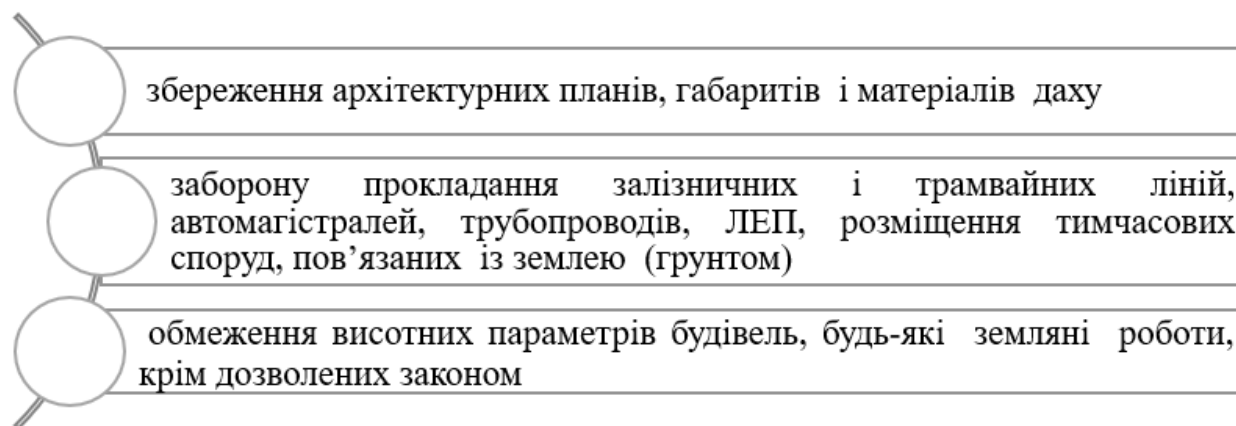 збереження архітектурних планів, габаритів і матеріалів даху
заборону прокладання залізничних і трамвайних ліній,
автомагістралей, трубопроводів, ЛЕП, розміщення тимчасових
споруд, пов’язаних із землею (грунтом)
обмеження висотних параметрів будівель, будь-які земляні роботи,
крім дозволених законом